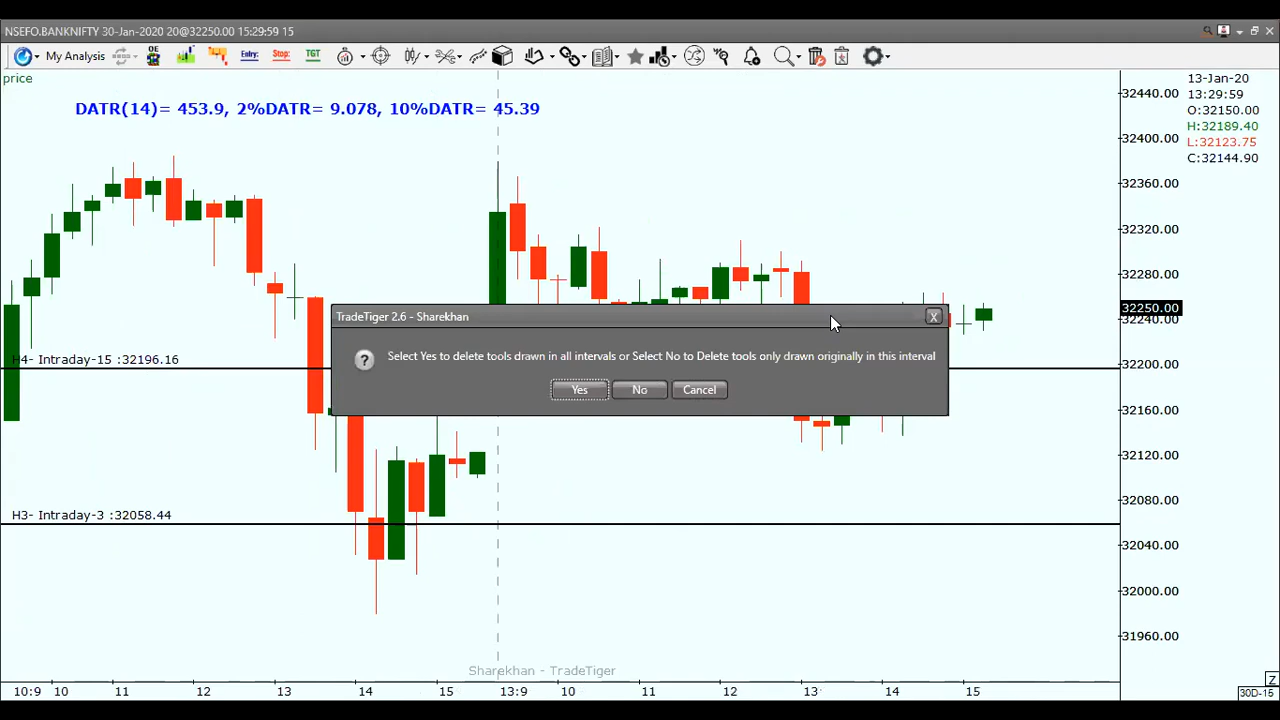 NSEFO.BANKNIFTY 30-Jan-2020 20@32250.00 15:29:59 15
My Analysis
OE
Entry:
Stop:
TGT
price
DATR(14)= 453.9, 2%DATR= 9.078, 10%DATR= 45.39
13-Jan-20
13:29:59
O:32150.00
H:32189.40
L:32123.75
C:32144.90
32440.00
32400.00
32360.00
32320.00
32280.00
32250.00
32240.00
32200.00
32160.00
32120.00
32080.00
32040.00
32000.00
31960.00
TradeTiger 2.6 - Sharekhan
X
?
Select Yes to delete tools drawn in all intervals or Select No to Delete tools only drawn originally in this interval
Yes
No
Cancel
H4- Intraday-15 :32196.16
H3- Intraday-3 :32058.44
Sharekhan - TradeTiger
10:9 10 11 12 13 14 15 13:9 10 11 12 13 14 15
Z
30D-15